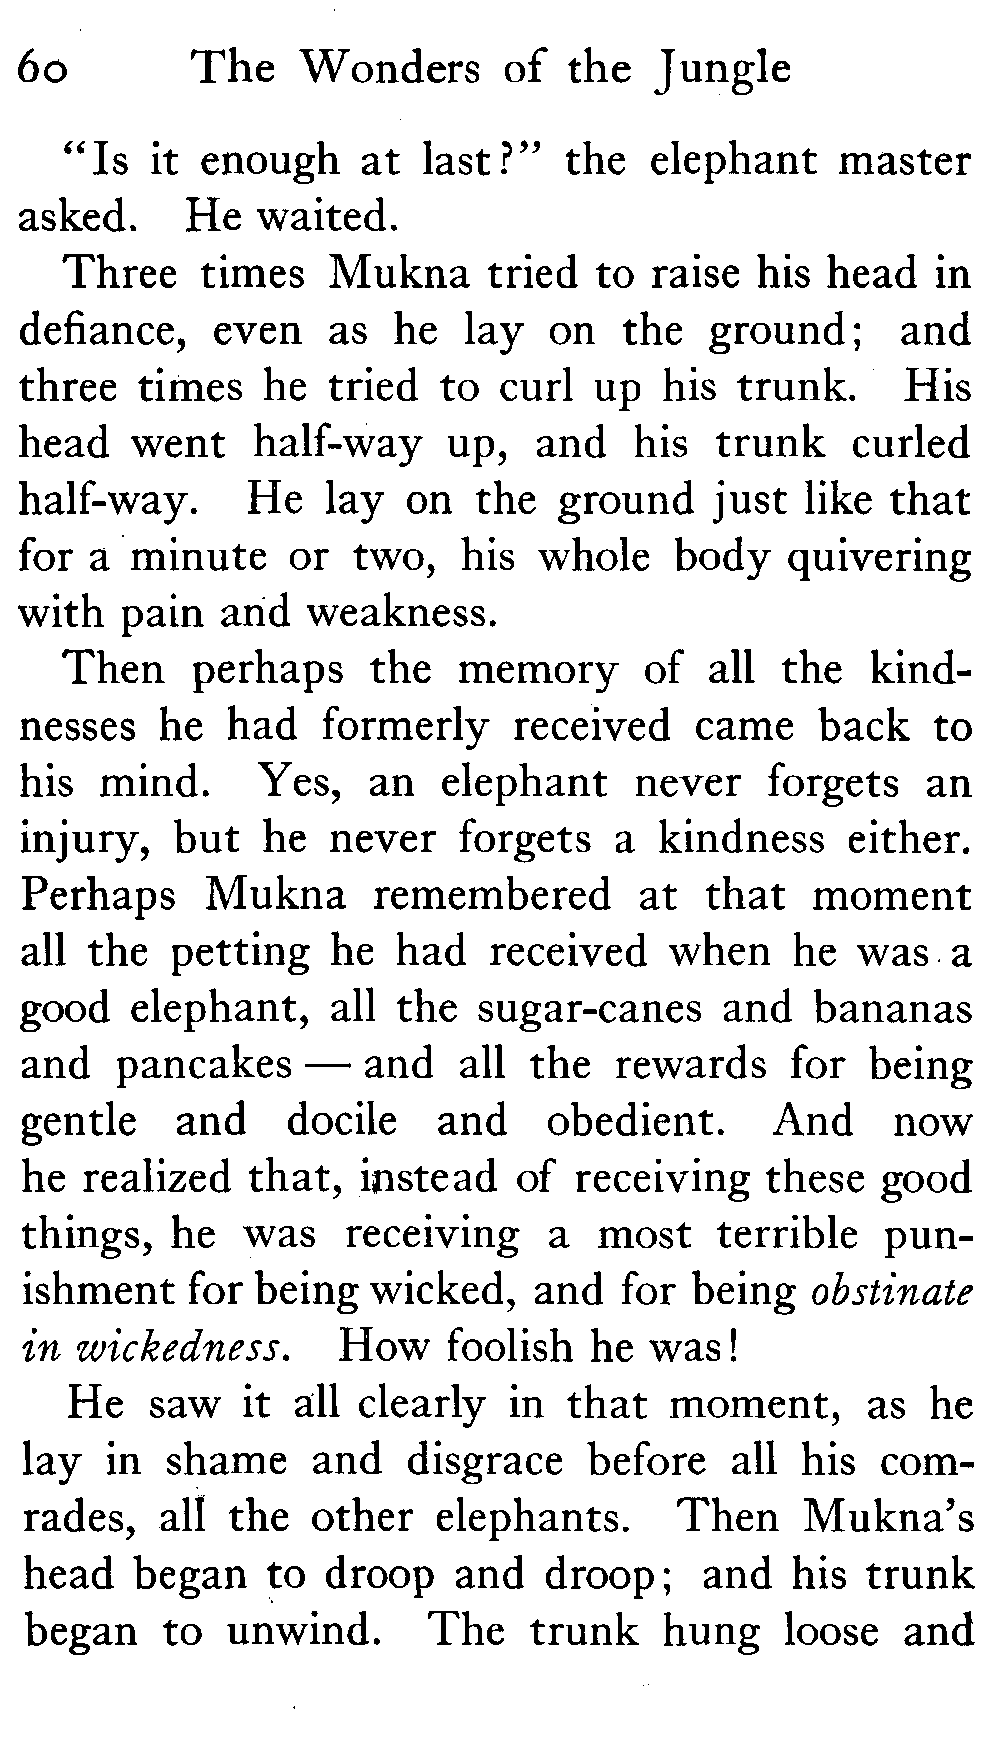 60 The Wonders of the Jungle
"Is it enough at last?" the elephant master
asked. He waited.
Three times Mukna tried to raise his head in
defiance, even as he lay on the ground; and
three times he tried to curl up his trunk. His
head went half-way up, and his trunk curled
half-way. He lay on the ground just like that
for a minute or two, his whole body quivering
with pain and weakness.
Then perhaps the memory of all the kind-
nesses he had formerly received came back to
his mind. Yes, an elephant never forgets an
injury, but he never forgets a kindness either.
Perhaps Mukna remembered at that moment
all the petting he had received when he was a
good elephant, all the sugar-canes and bananas
and pancakes — and all the rewards for being
gentle and docile and obedient. And now
he realized that, instead of receiving these good
things, he was receiving a most terrible pun-
ishment for being wicked, and for being obstinate
in wickedness. How foolish he was!
He saw it all clearly in that moment, as he
lay in shame and disgrace before all his com-
rades, all the other elephants. Then Mukna's
head began to droop and droop; and his trunk
began to unwind. The trunk hung loose and